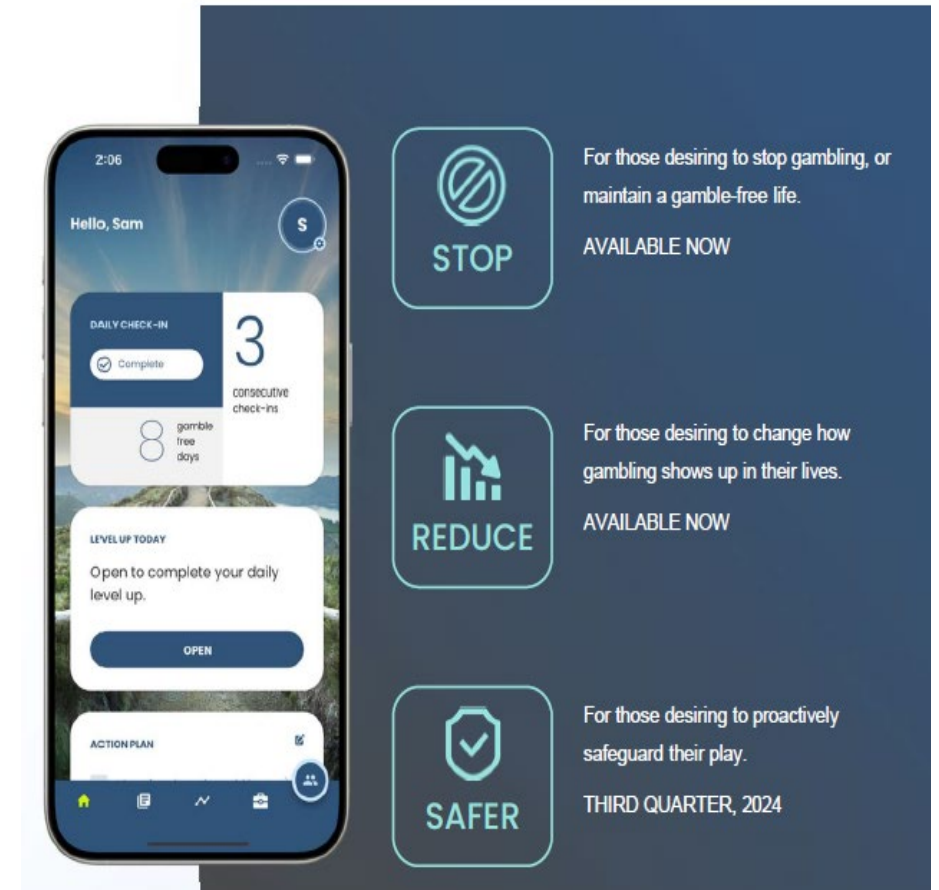 2:06
Hello, Sam
S
DAILY CHECK-IN
Complete
3
consecutive
check-ins
8
gamble
free
days
LEVEL UP TODAY
Open to complete your daily
level up.
OPEN
ACTION PLAN
STOP
For those desiring to stop gambling, or
maintain a gamble-free life.
AVAILABLE NOW
REDUCE
For those desiring to change how
gambling shows up in their lives.
AVAILABLE NOW
SAFER
For those desiring to proactively
safeguard their play.
THIRD QUARTER, 2024